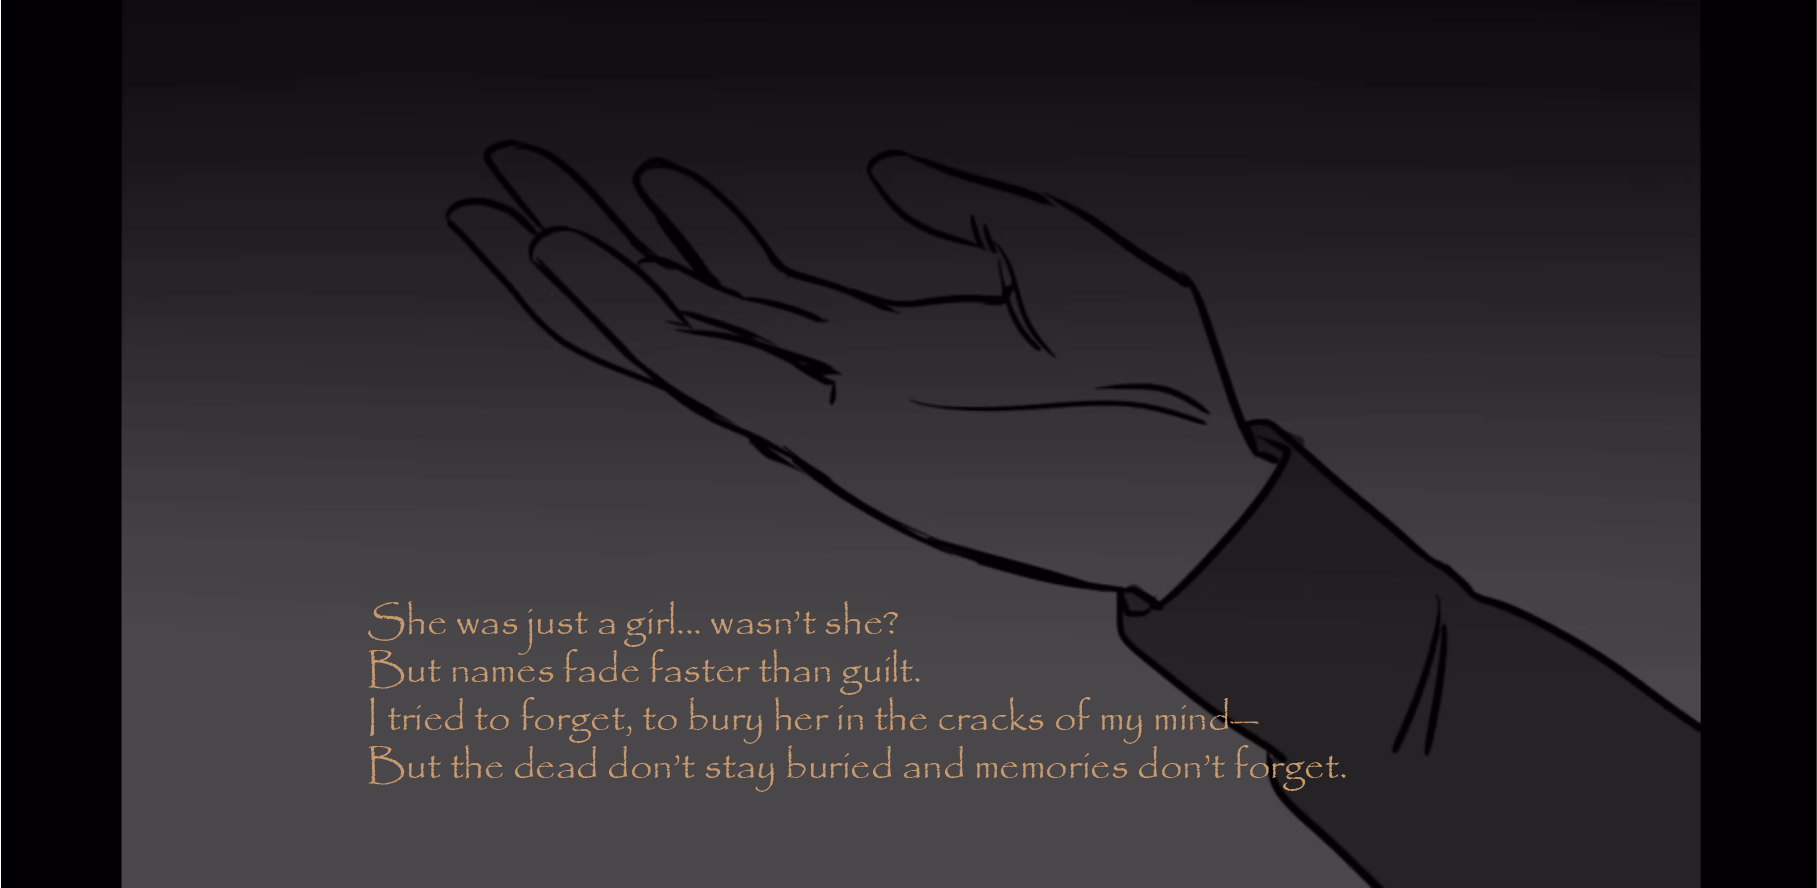 She was just a girl... wasn't she?
But names fade faster than guilt.
I tried to forget, to bury her in the cracks of my mind—
But the dead don't stay buried and memories don't forget.